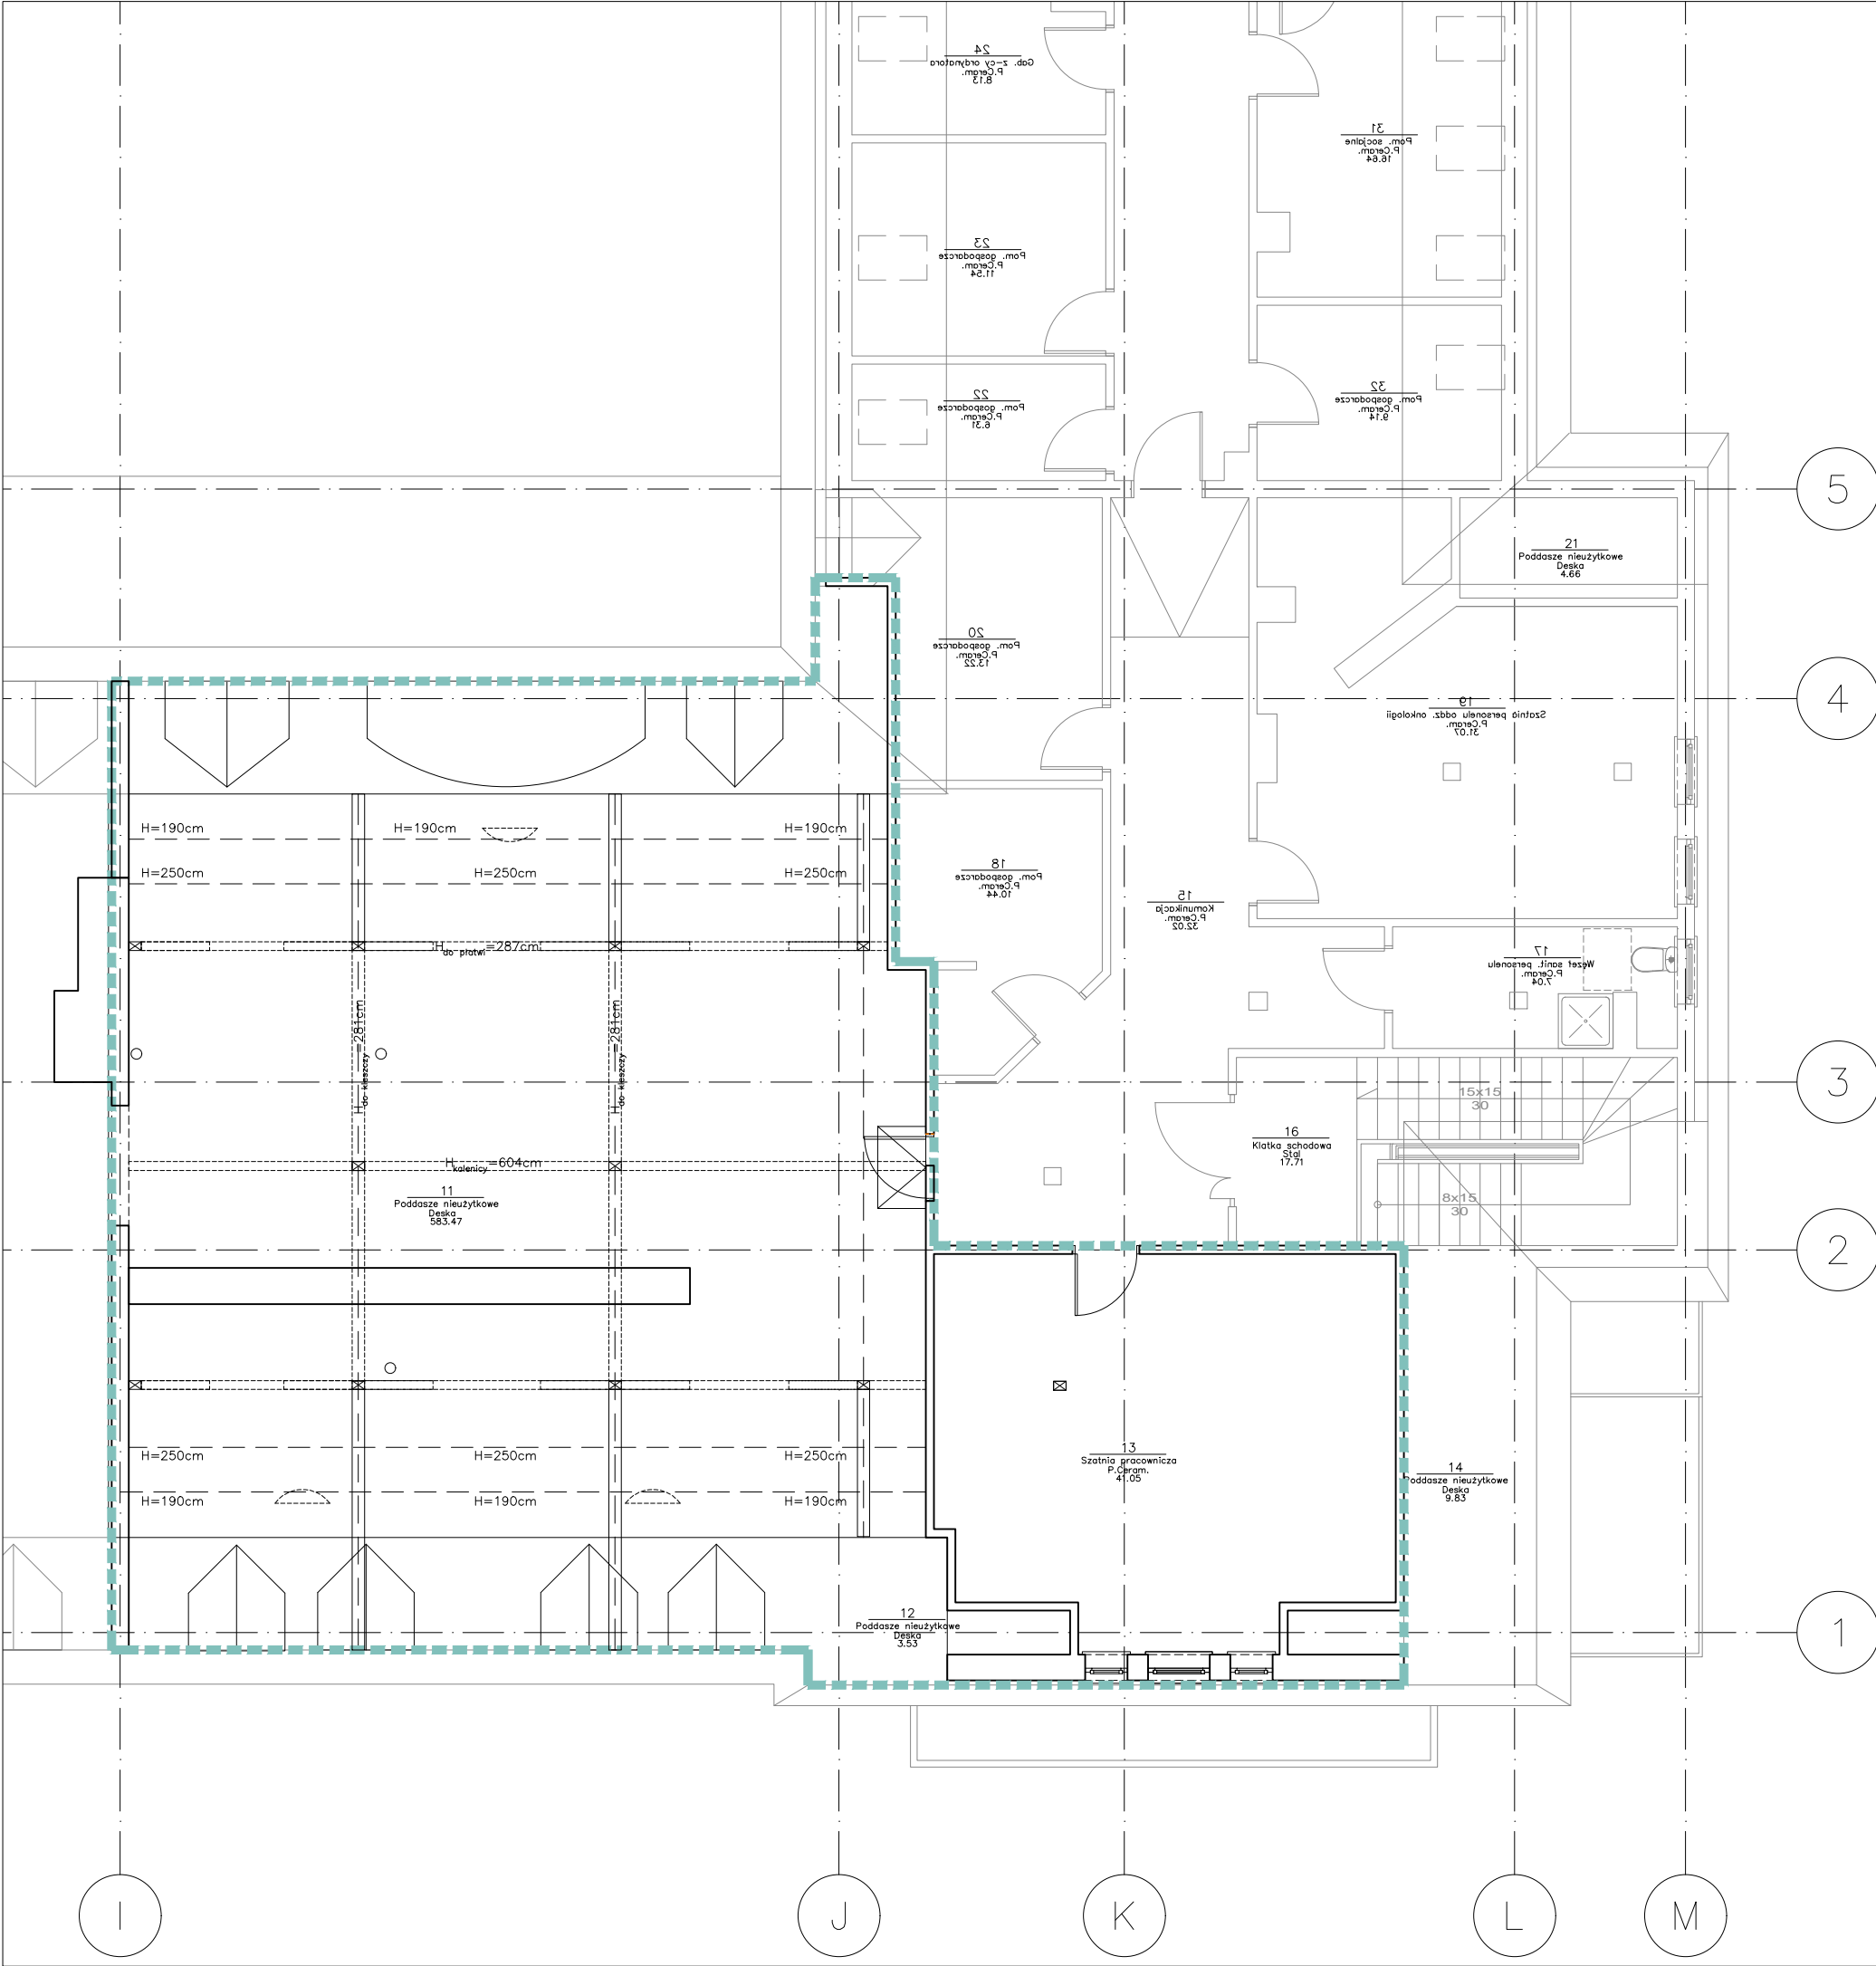 24
Gab. z-cy ordynatora
P.Ceram.
8.13
31
Pom. socjalne
P.Ceram.
16.64
23
Pom. gospodarcze
P.Ceram.
11.54
22
Pom. gospodarcze
P.Ceram.
6.31
32
Pom. gospodarcze
P.Ceram.
9.14
5
21
Poddasze nieużytkowe
Deska
4.66
20
Pom. gospodarcze
P.Ceram.
13.22
4
19
Szatnia personelu oddz. onkologii
P.Ceram.
31.07
H=190cm
H=190cm
H=190cm
H=250cm
H=250cm
H=250cm
18
Pom. gospodarcze
P.Ceram.
10.44
15
Komunikacja
P.Ceram.
32.02
H do płatwi =287cm
17
Węzeł sanit. personelu
P.Ceram.
7.04
H do kleszczy =281cm
H do kleszczy =281cm
3
15x15
30
16
Klatka schodowa
Stal
17.71
H kalenicy =604cm
11
Poddasze nieużytkowe
Deska
583.47
8x15
30
2
H=250cm
H=250cm
H=250cm
13
Szatnia pracownicza
P.Ceram.
41.05
14
Poddasze nieużytkowe
Deska
9.83
H=190cm
H=190cm
H=190cm
12
Poddasze nieużytkowe
Deska
3.53
1
I
J
K
L
M